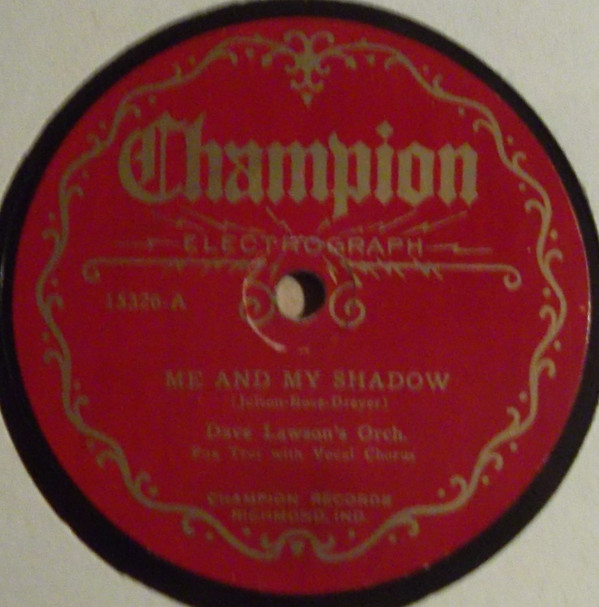 Champion
ELECTROGRAPH
15326-A
ME AND MY SHADOW
(Jolson-Rose-Dreyer)
Dave Lawson's Orch.
Fox Trot with Vocal Chorus
CHAMPION RECORDS
RICHMOND, IND.